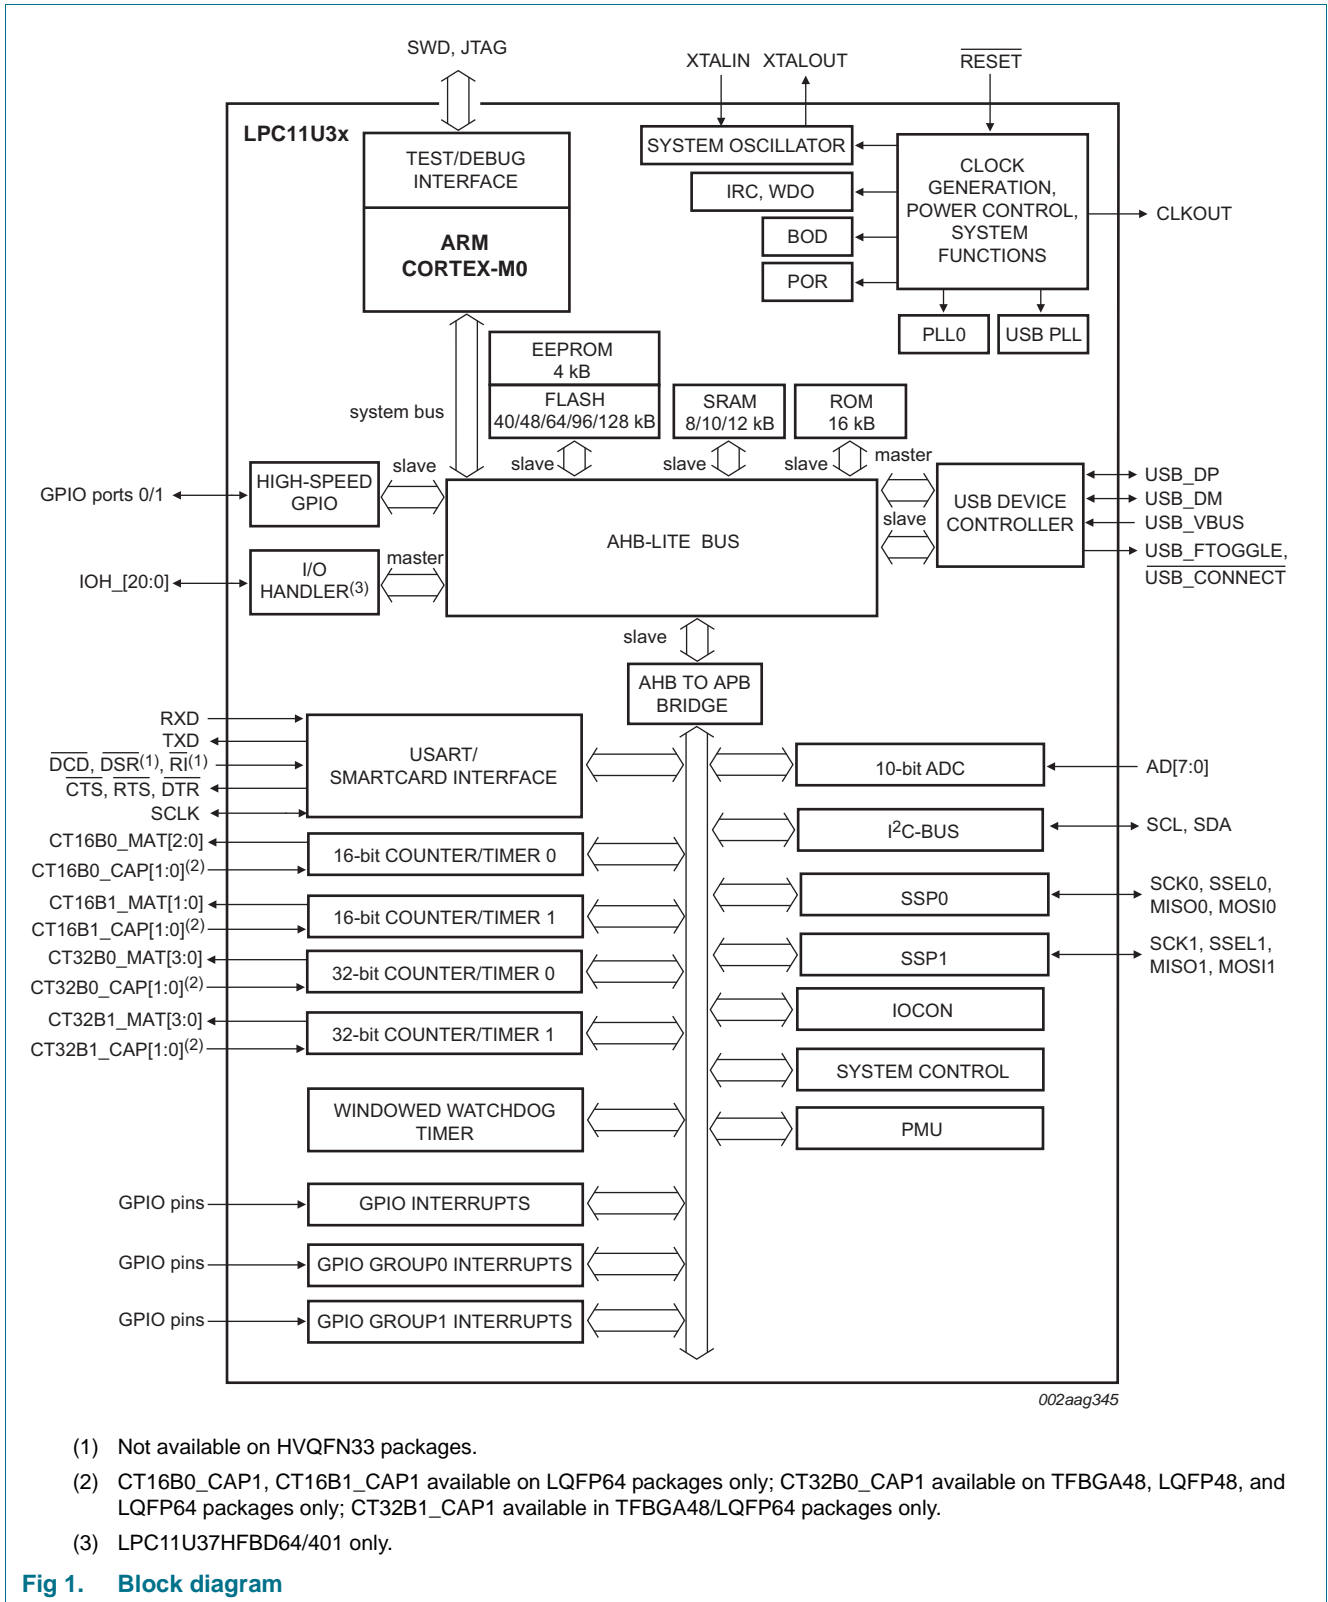 SWD, JTAG
XTALIN XTALOUT
RESET
LPC11U3x
TEST/DEBUG
INTERFACE
ARM
CORTEX-M0
SYSTEM OSCILLATOR
IRC, WDO
BOD
POR
CLOCK
GENERATION,
POWER CONTROL,
SYSTEM
FUNCTIONS
CLKOUT
PLL0
USB PLL
system bus
EEPROM
4 kB
FLASH
40/48/64/96/128 kB
SRAM
8/10/12 kB
ROM
16 kB
slave
slave
slave
slave
master
slave
GPIO ports 0/1
HIGH-SPEED
GPIO
IOH_[20:0]
I/O
HANDLER(3)
master
AHB-LITE BUS
USB DEVICE
CONTROLLER
USB_DP
USB_DM
USB_VBUS
USB_FTOGGLE,
USB_CONNECT
slave
AHB TO APB
BRIDGE
RXD
TXD
DCD, DSR(1), RI(1)
CTS, RTS, DTR
SCLK
USART/
SMARTCARD INTERFACE
CT16B0_MAT[2:0]
CT16B0_CAP[1:0](2)
16-bit COUNTER/TIMER 0
CT16B1_MAT[1:0]
CT16B1_CAP[1:0](2)
16-bit COUNTER/TIMER 1
CT32B0_MAT[3:0]
CT32B0_CAP[1:0](2)
32-bit COUNTER/TIMER 0
CT32B1_MAT[3:0]
CT32B1_CAP[1:0](2)
32-bit COUNTER/TIMER 1
WINDOWED WATCHDOG
TIMER
GPIO pins
GPIO INTERRUPTS
GPIO pins
GPIO GROUP0 INTERRUPTS
GPIO pins
GPIO GROUP1 INTERRUPTS
10-bit ADC
AD[7:0]
I2C-BUS
SCL, SDA
SSP0
SCK0, SSEL0,
MISO0, MOSI0
SSP1
SCK1, SSEL1,
MISO1, MOSI1
IOCON
SYSTEM CONTROL
PMU
002aag345
(1) Not available on HVQFN33 packages.
(2) CT16B0_CAP1, CT16B1_CAP1 available on LQFP64 packages only; CT32B0_CAP1 available on TFBGA48, LQFP48, and
LQFP64 packages only; CT32B1_CAP1 available in TFBGA48/LQFP64 packages only.
(3) LPC11U37HFBD64/401 only.
Fig 1. Block diagram